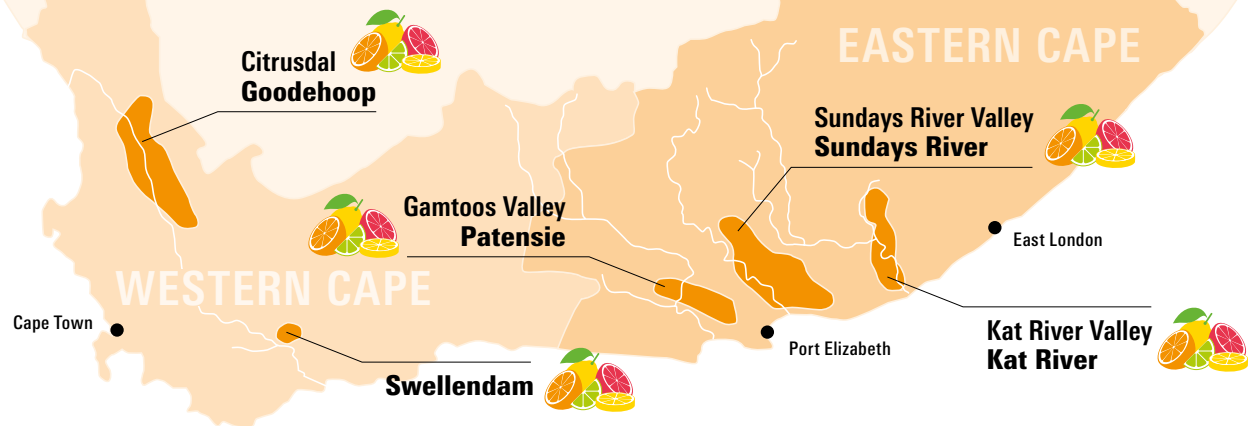 EASTERN CAPE
Citrusdal
Goodehoop
Sundays River Valley
Sundays River
Gamtoos Valley
Patensie
East London
WESTERN CAPE
Cape Town
Port Elizabeth
Kat River Valley
Kat River
Swellendam